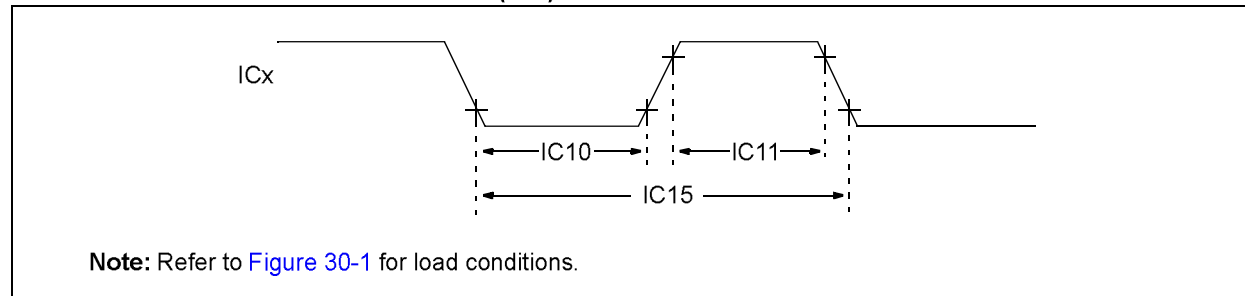 ICx
IC10
IC11
IC15
Note: Refer to Figure 30-1 for load conditions.